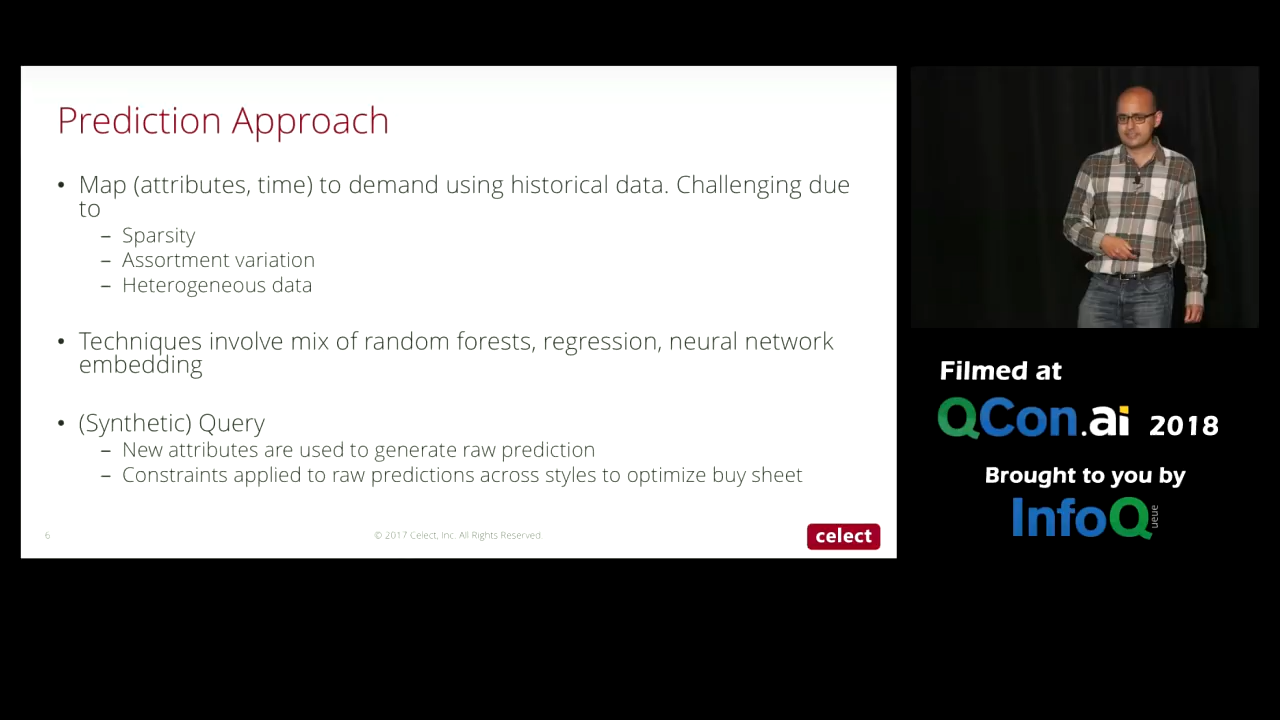 Prediction Approach
• Map (attributes, time) to demand using historical data. Challenging due
to
– Sparsity
– Assortment variation
– Heterogeneous data
• Techniques involve mix of random forests, regression, neural network
embedding
• (Synthetic) Query
– New attributes are used to generate raw prediction
– Constraints applied to raw predictions across styles to optimize buy sheet
6
© 2017 Celect, Inc. All Rights Reserved
celect
Filmed at
QCon.ai 2018
Brought to you by
InfoQ
ueue